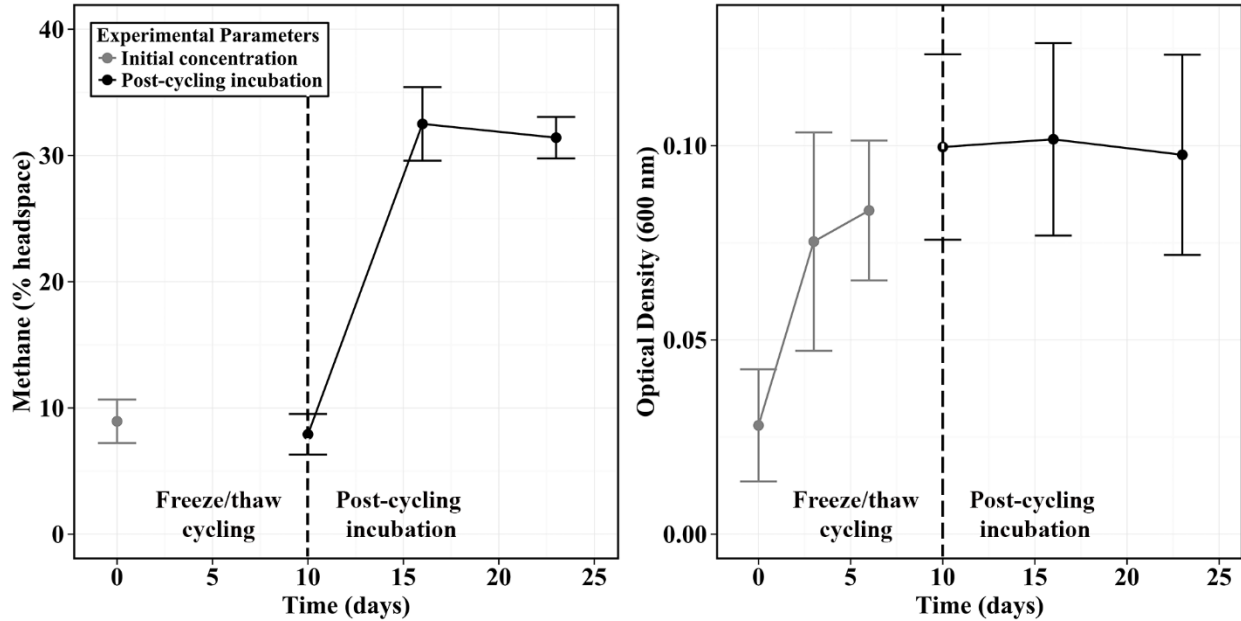 Methane (% headspace)
40
30
20
10
0
Experimental Parameters
Initial concentration
Post-cycling incubation
Freeze/thaw
cycling
Post-cycling
incubation
0 5 10 15 20 25
Time (days)
Optical Density (600 nm)
0.10
0.05
0.00
Freeze/thaw
cycling
Post-cycling
incubation
0 5 10 15 20 25
Time (days)